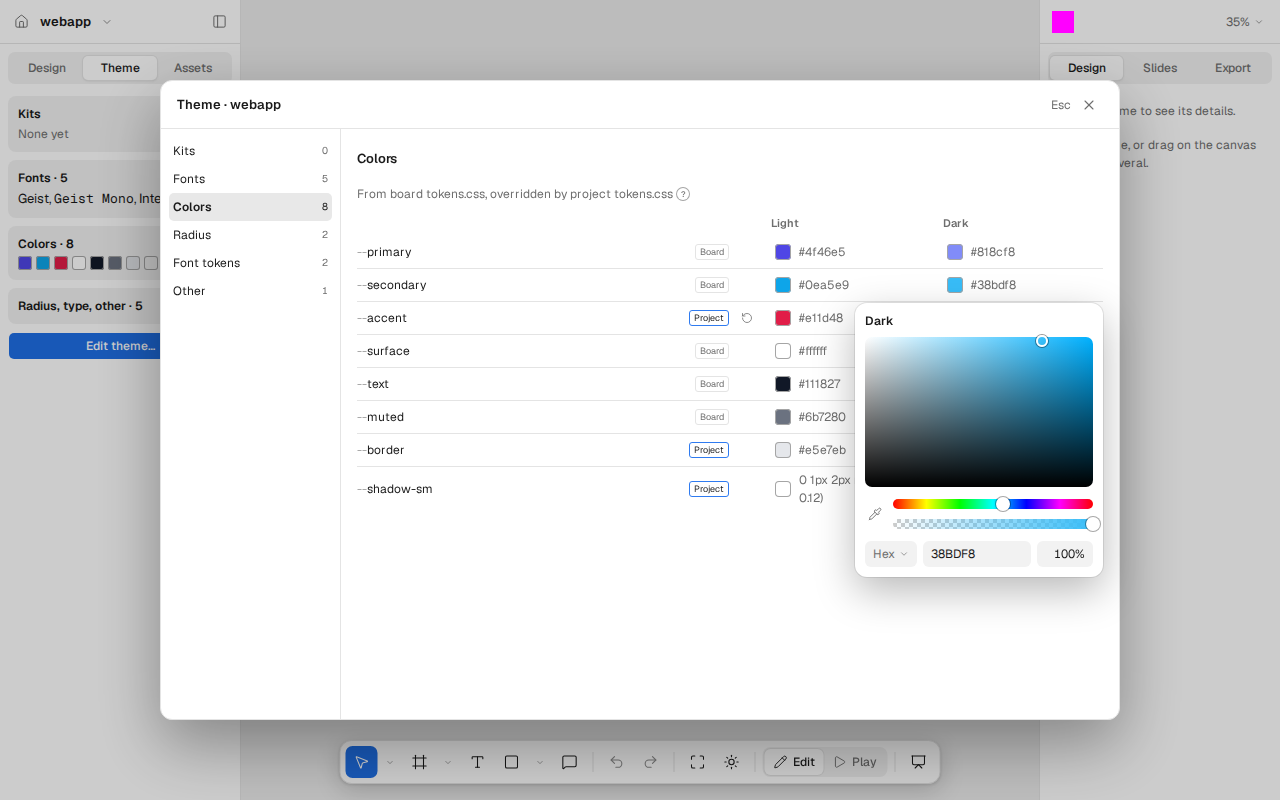 webapp
35%
Design
Theme
Assets
Design
Slides
Export
Kits
None yet
Fonts · 5
Geist, Geist Mono, Inte
Colors · 8
Radius, type, other · 5
Edit theme...
me to see its details.
e, or drag on the canvas
veral.
Theme · webapp
Esc
Kits 0
Fonts 5
Colors 8
Radius 2
Font tokens 2
Other 1
Colors
From board tokens.css, overridden by project tokens.css ?
Light Dark
--primary Board #4f46e5 #818cf8
--secondary Board #0ea5e9 #38bdf8
--accent Project #e11d48
--surface Board #ffffff
--text Board #111827
--muted Board #6b7280
--border Project #e5e7eb
--shadow-sm Project 0 1px 2px
0.12)
Dark
Hex 38BDF8 100%
Edit
Play